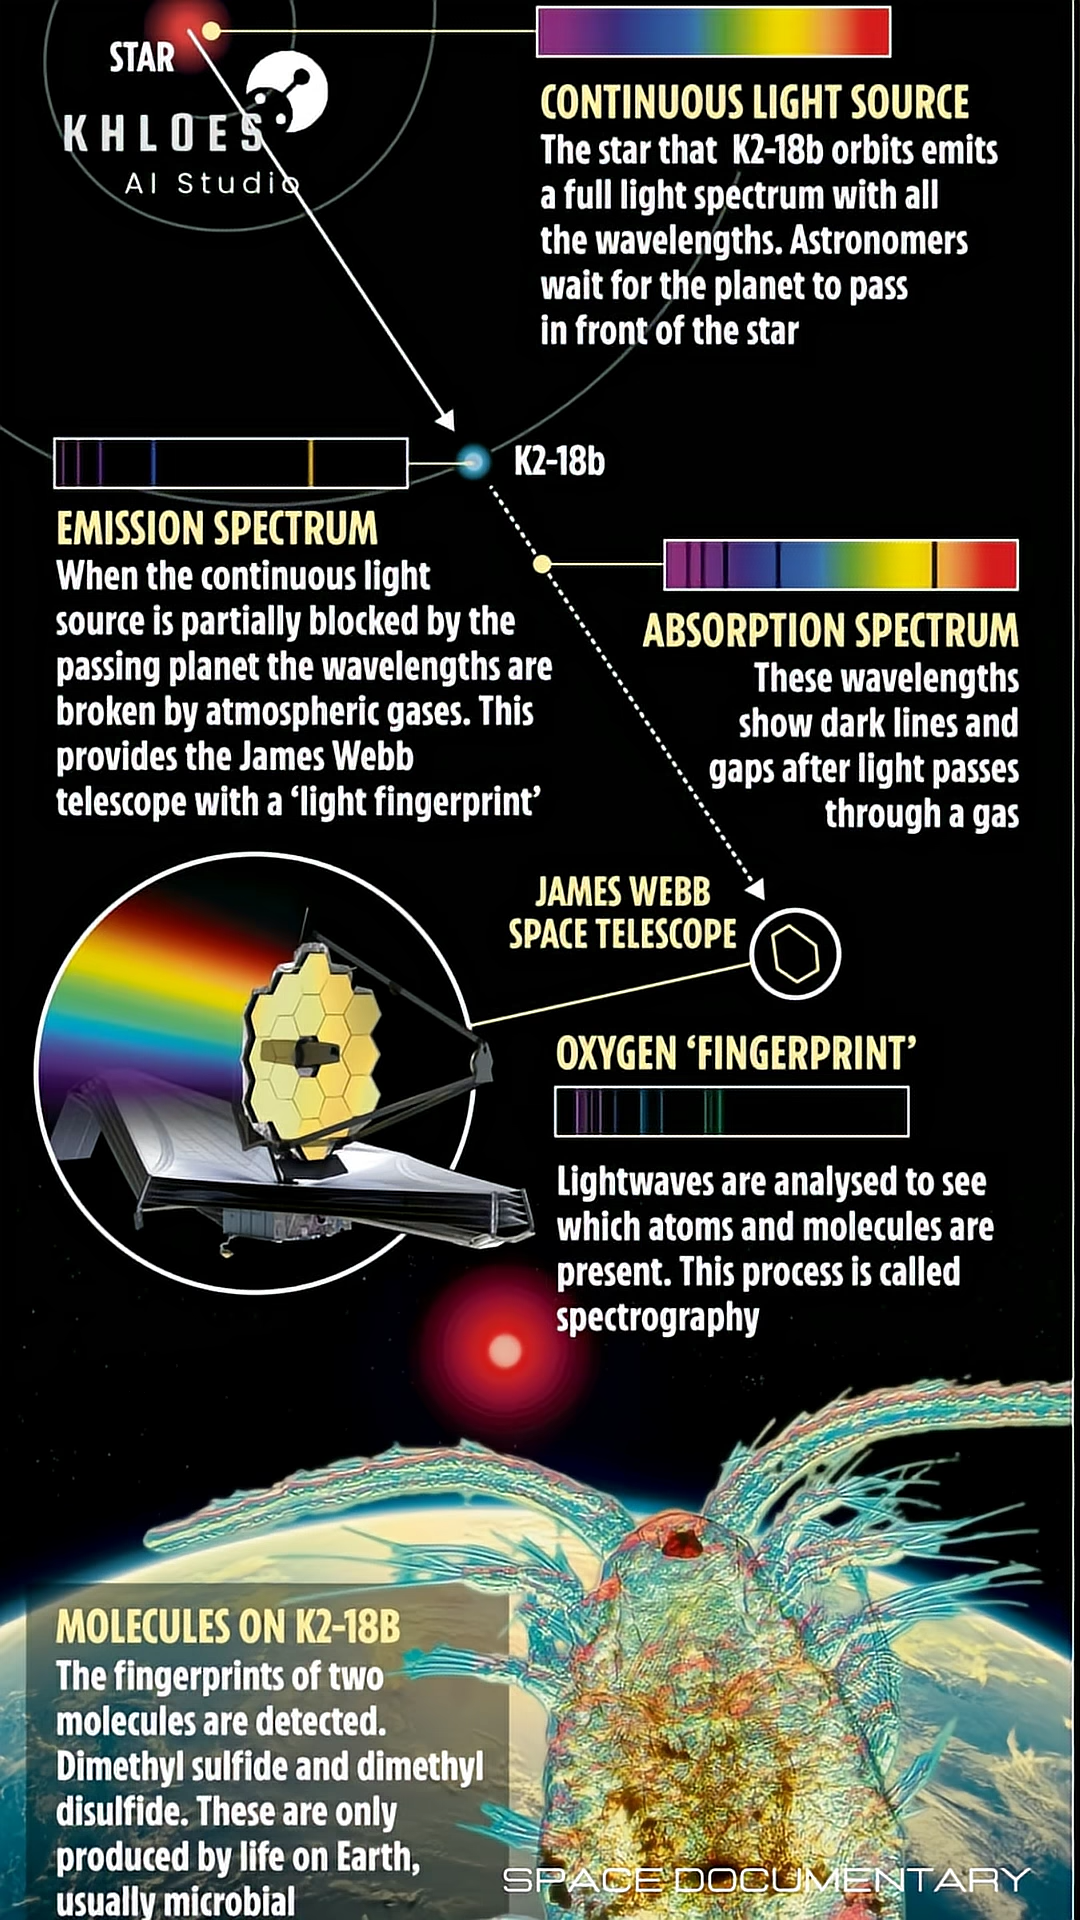 STAR
KHLOES
AI Studio
CONTINUOUS LIGHT SOURCE
The star that K2-18b orbits emits
a full light spectrum with all
the wavelengths. Astronomers
wait for the planet to pass
in front of the star
K2-18b
EMISSION SPECTRUM
When the continuous light
source is partially blocked by the
passing planet the wavelengths are
broken by atmospheric gases. This
provides the James Webb
telescope with a ‘light fingerprint’
ABSORPTION SPECTRUM
These wavelengths
show dark lines and
gaps after light passes
through a gas
JAMES WEBB
SPACE TELESCOPE
OXYGEN ‘FINGERPRINT’
Lightwaves are analysed to see
which atoms and molecules are
present. This process is called
spectrography
MOLECULES ON K2-18B
The fingerprints of two
molecules are detected.
Dimethyl sulfide and dimethyl
disulfide. These are only
produced by life on Earth,
usually microbial
SPACE DOCUMENTARY